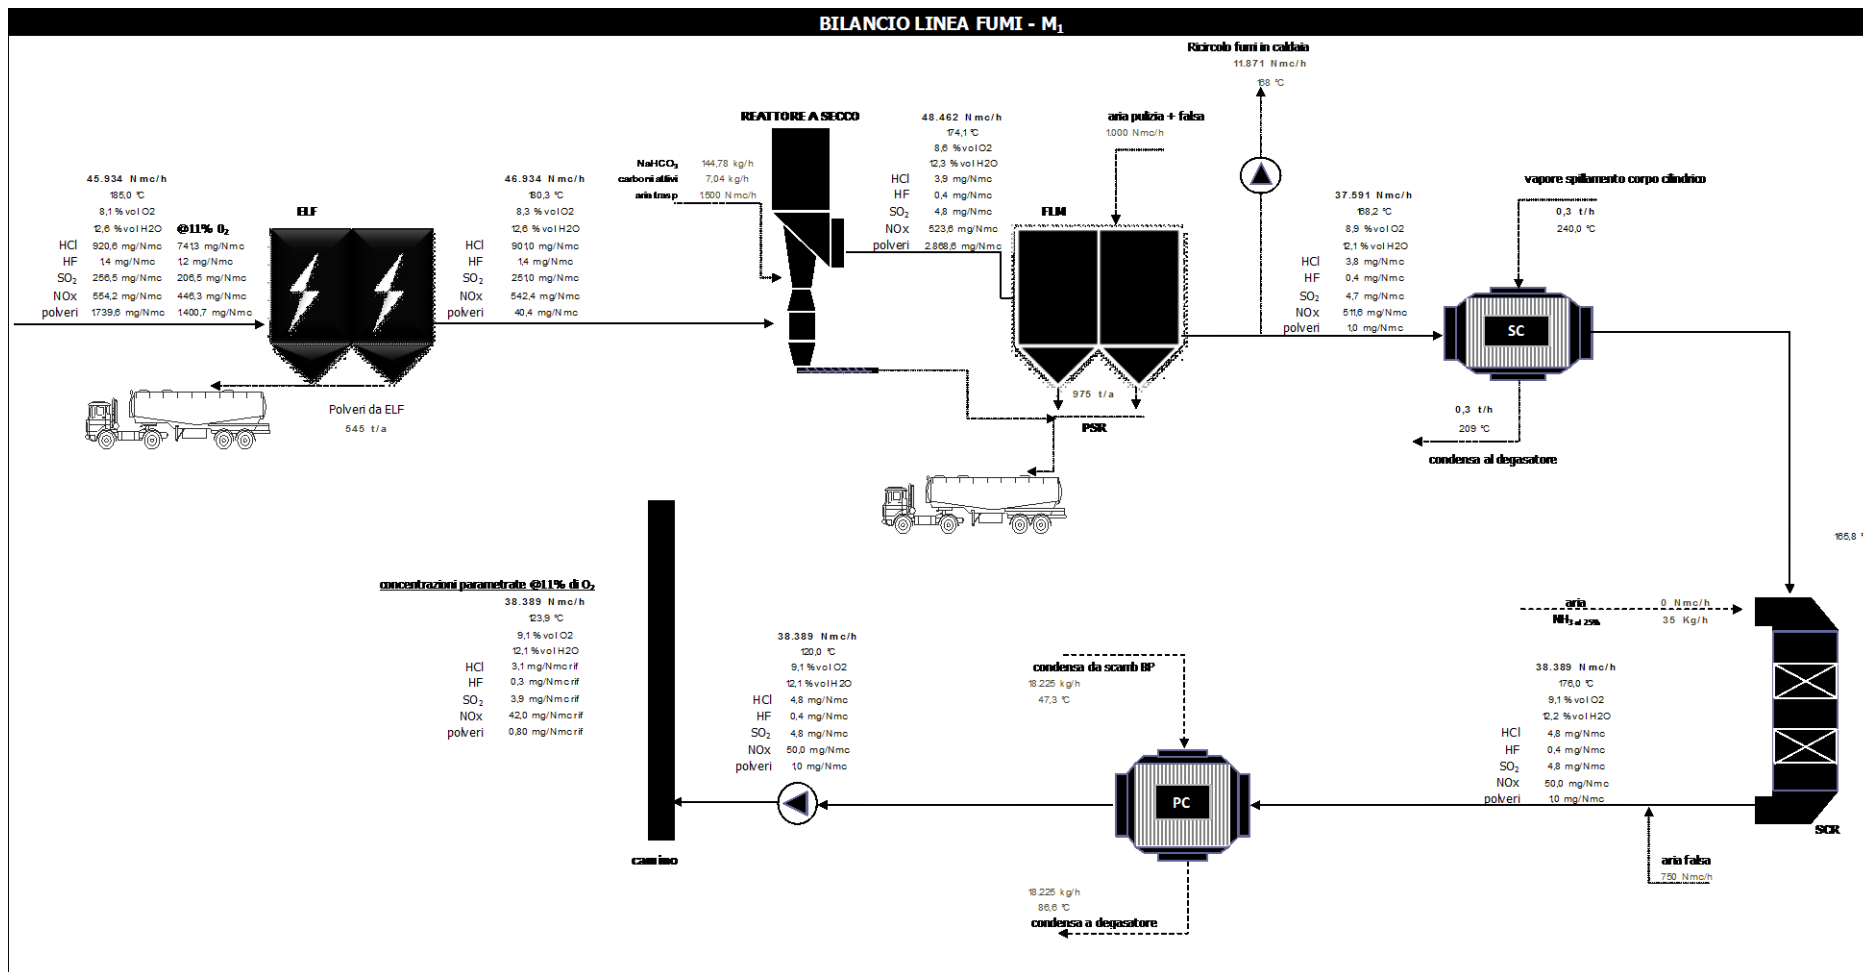 BILANCIO LINEA FUMI - M1
Ricircolo fumi in caldaia
11.871 Nmc/h
168 °C
REATTORE A SECCO
48.462 Nmc/h
174,1 °C
8,6 %vol O2
12,3 %vol H2O
HCl 3,9 mg/Nmc
HF 0,4 mg/Nmc
SO2 4,8 mg/Nmc
NOx 523,6 mg/Nmc
polveri 2.868,6 mg/Nmc
aria pulizia + falsa
1.000 Nmc/h
NaHCO3 144,78 kg/h
carboni attivi 7,04 kg/h
aria trasp 1.500 Nmc/h
45.934 Nmc/h
185,0 °C
8,1 %vol O2
12,6 %vol H2O @11% O2
HCl 920,6 mg/Nmc 741,3 mg/Nmc
HF 1,4 mg/Nmc 1,2 mg/Nmc
SO2 256,5 mg/Nmc 206,5 mg/Nmc
NOx 554,2 mg/Nmc 446,3 mg/Nmc
polveri 1739,6 mg/Nmc 1400,7 mg/Nmc
ELF
46.934 Nmc/h
180,3 °C
8,3 %vol O2
12,6 %vol H2O
HCl 901,0 mg/Nmc
HF 1,4 mg/Nmc
SO2 251,0 mg/Nmc
NOx 542,4 mg/Nmc
polveri 40,4 mg/Nmc
FLM
37.591 Nmc/h
168,2 °C
8,9 %vol O2
12,1 %vol H2O
HCl 3,8 mg/Nmc
HF 0,4 mg/Nmc
SO2 4,7 mg/Nmc
NOx 511,6 mg/Nmc
polveri 1,0 mg/Nmc
vapore spillamento corpo cilindrico
0,3 t/h
240,0 °C
SC
0,3 t/h
209 °C
condensa al degasatore
Polveri da ELF
545 t/a
975 t/a
PSR
165,8 °
concentrazioni parametrate @11% di O2
38.389 Nmc/h
123,9 °C
9,1 %vol O2
12,1 %vol H2O
HCl 3,1 mg/Nmcrif
HF 0,3 mg/Nmcrif
SO2 3,9 mg/Nmcrif
NOx 42,0 mg/Nmcrif
polveri 0,80 mg/Nmcrif
camino
38.389 Nmc/h
120,0 °C
9,1 %vol O2
12,1 %vol H2O
HCl 4,8 mg/Nmc
HF 0,4 mg/Nmc
SO2 4,8 mg/Nmc
NOx 50,0 mg/Nmc
polveri 1,0 mg/Nmc
condensa da scamb BP
18.225 kg/h
47,3 °C
PC
18.225 kg/h
86,6 °C
condensa a degasatore
aria 0 Nmc/h
NH3 al 25% 35 Kg/h
38.389 Nmc/h
176,0 °C
9,1 %vol O2
12,2 %vol H2O
HCl 4,8 mg/Nmc
HF 0,4 mg/Nmc
SO2 4,8 mg/Nmc
NOx 50,0 mg/Nmc
polveri 1,0 mg/Nmc
SCR
aria falsa
750 Nmc/h